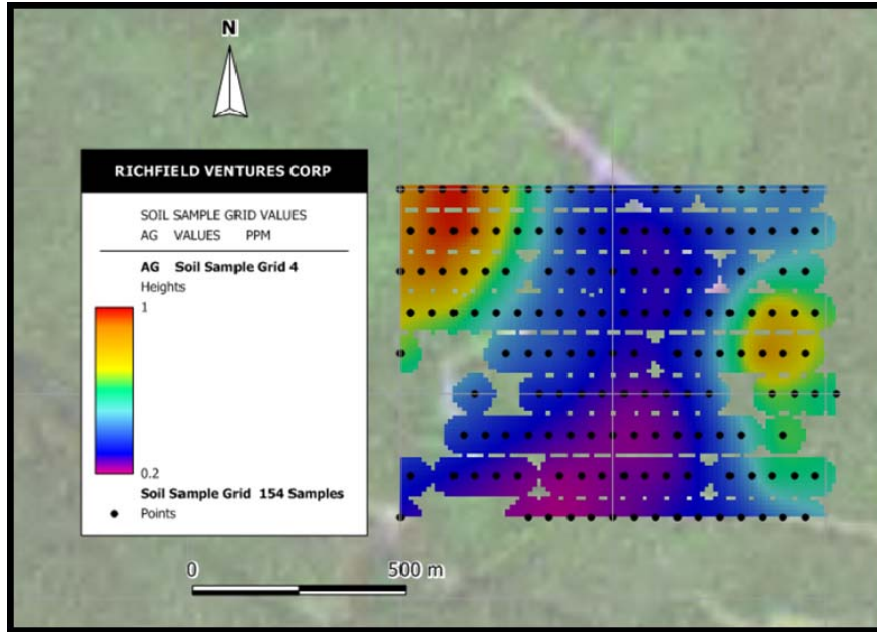 N
RICHFIELD VENTURES CORP
SOIL SAMPLE GRID VALUES
AG VALUES PPM
AG Soil Sample Grid 4
Heights
1
0.2
Soil Sample Grid 154 Samples
Points
0 500 m